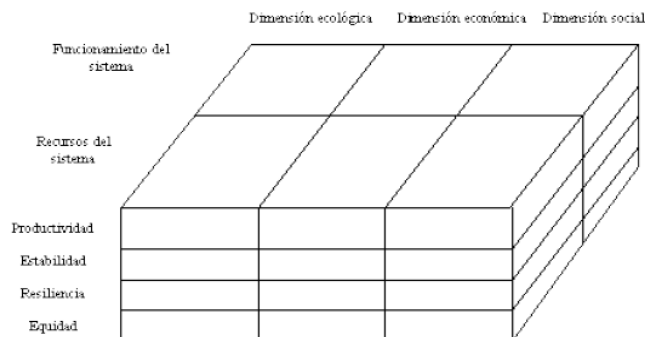 Dimensión ecológica Dimensión económica Dimensión social
Funcionamiento del
sistema
Recursos del
sistema
Productividad
Estabilidad
Resiliencia
Equidad